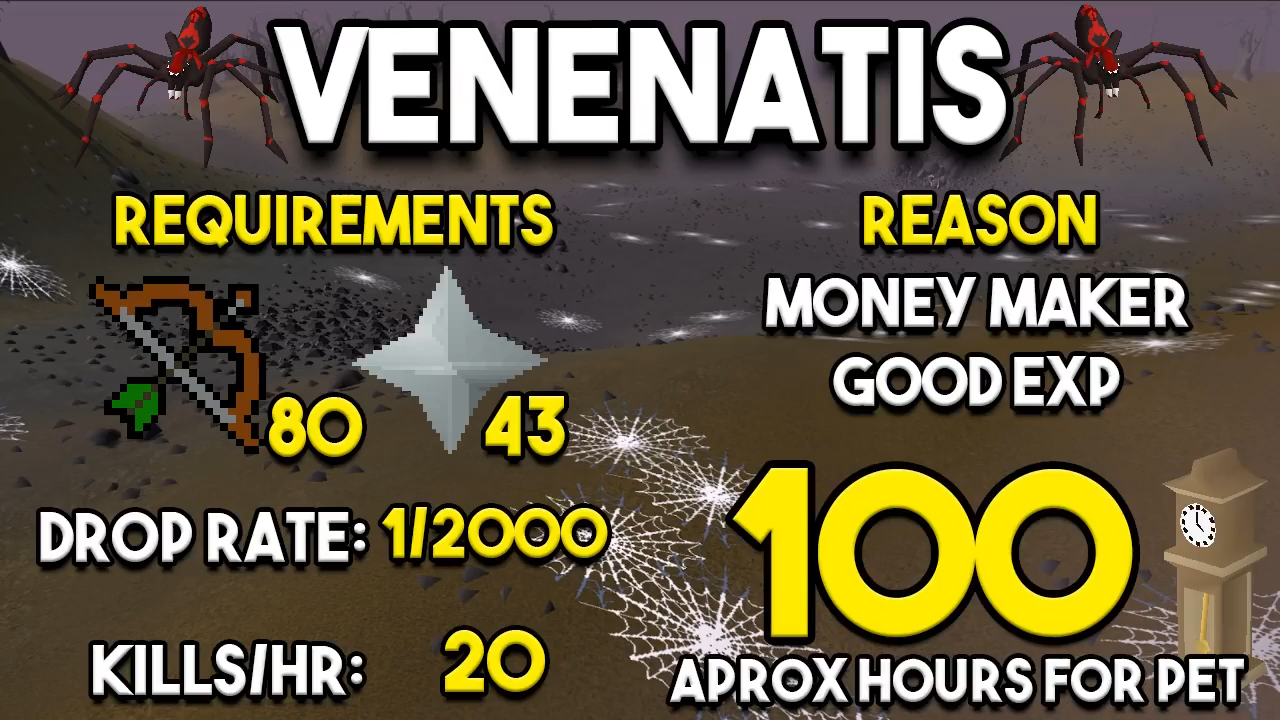 VENENATIS
REQUIREMENTS
80 43
DROP RATE: 1/2000
KILLS/HR: 20
REASON
MONEY MAKER
GOOD EXP
100
APROX HOURS FOR PET